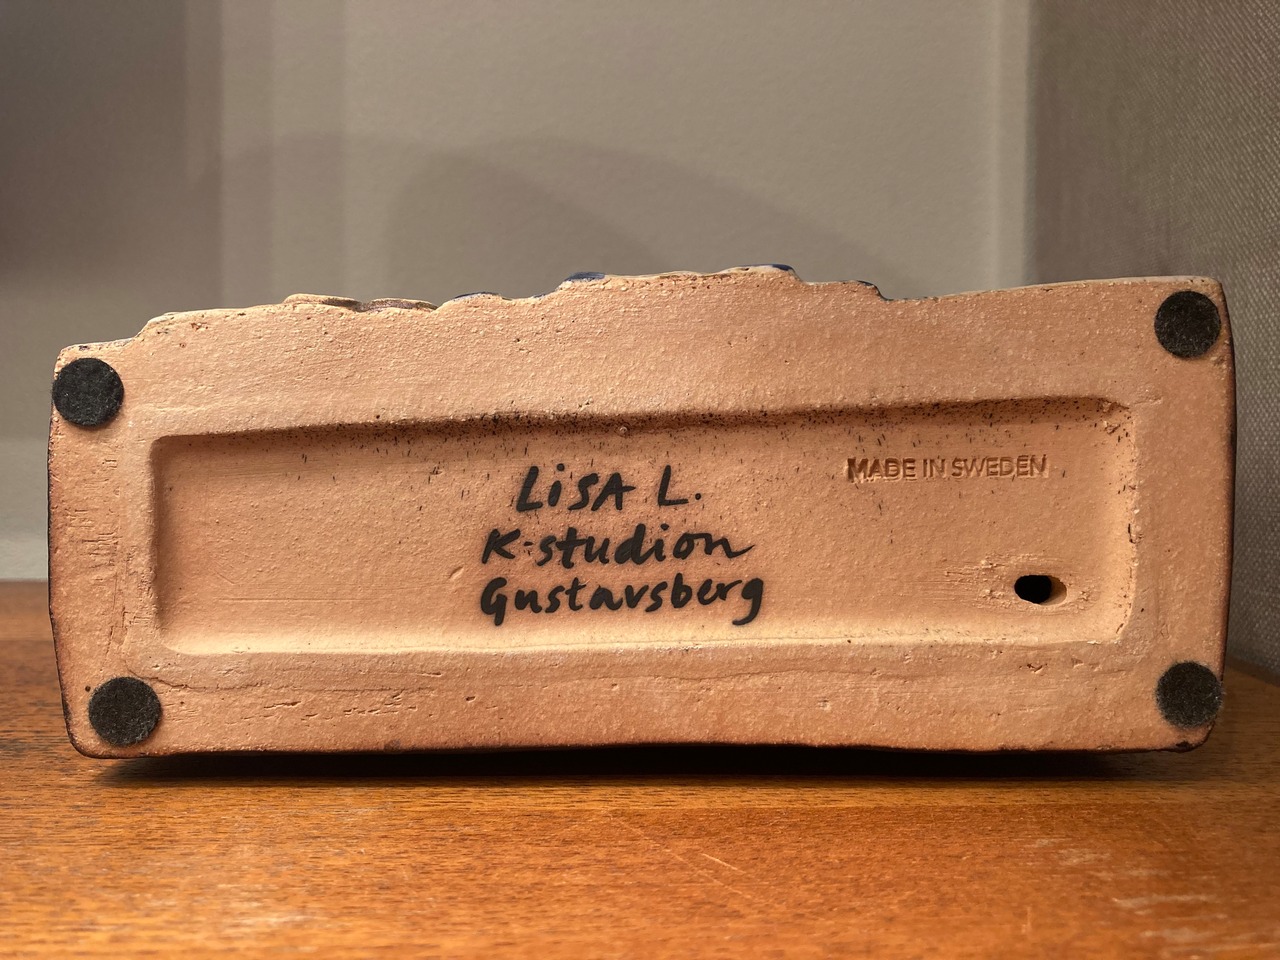 LiSA L.
K-studion
Gustavsberg
MADE IN SWEDEN